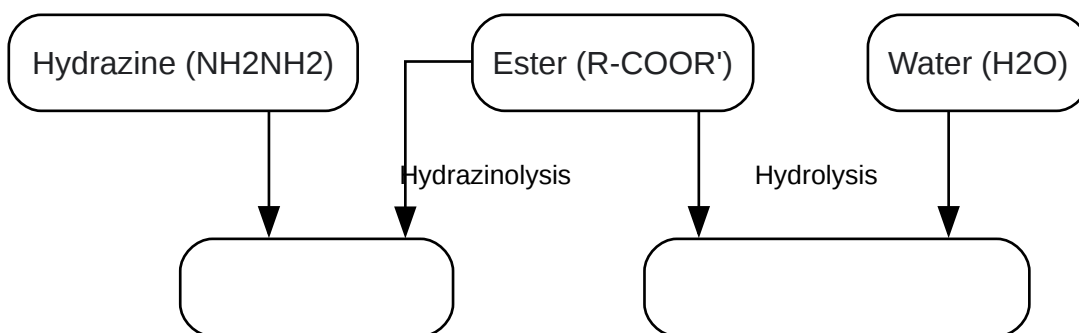 Hydrazine (NH2NH2)
Ester (R-COOR')
Water (H2O)
Hydrazinolysis
Hydrolysis